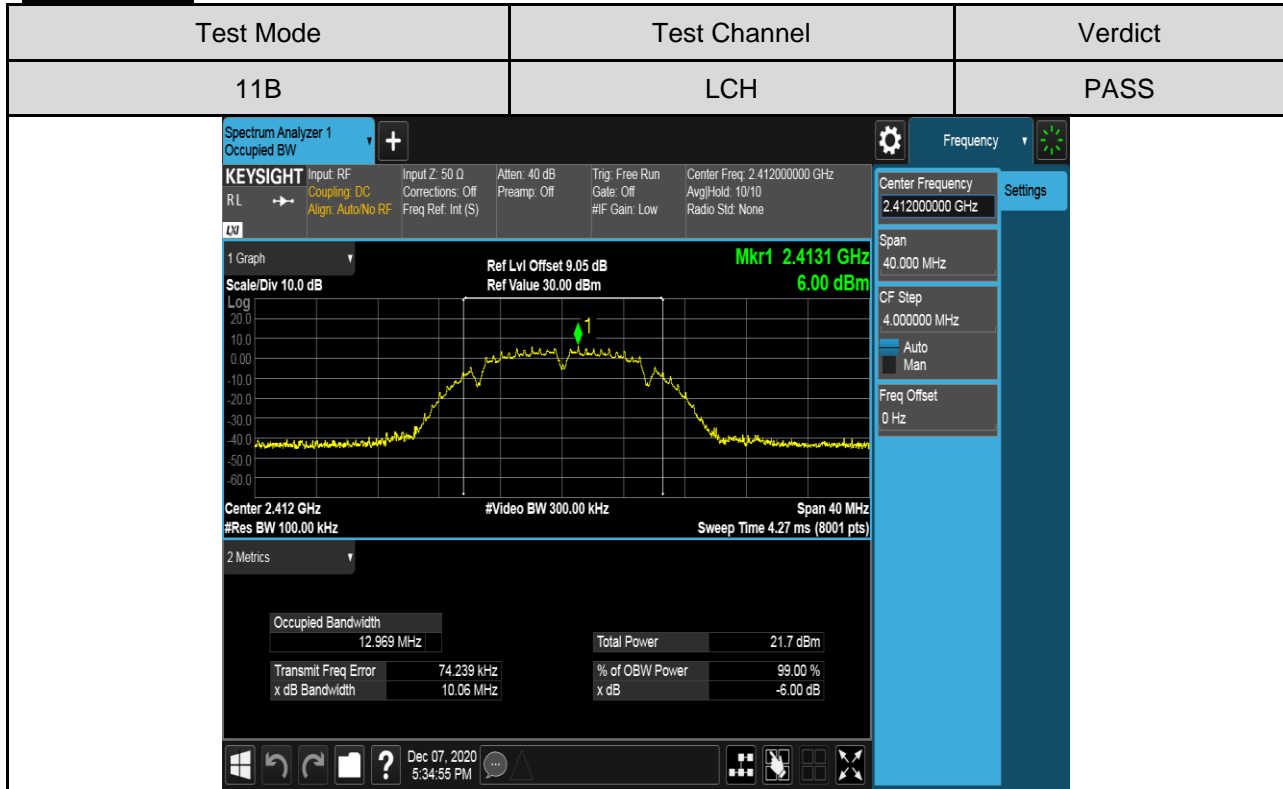 Test Mode Test Channel Verdict
11B LCH PASS
Spectrum Analyzer 1
Occupied BW
+
Frequency
KEYSIGHT
RL
LXI
Input: RF
Coupling: DC
Align: Auto/No RF
Input Z: 50 Ω
Corrections: Off
Freq Ref: Int (S)
Atten: 40 dB
Preamp: Off
Trig: Free Run
Gate: Off
#IF Gain: Low
Center Freq: 2.412000000 GHz
Avg|Hold: 10/10
Radio Std: None
Center Frequency
2.412000000 GHz
Settings
Span
40.000 MHz
CF Step
4.000000 MHz
Auto
Man
Freq Offset
0 Hz
1 Graph
Scale/Div 10.0 dB
Ref Lvl Offset 9.05 dB
Ref Value 30.00 dBm
Mkr1 2.4131 GHz
6.00 dBm
Log
20.0
10.0
0.00
-10.0
-20.0
-30.0
-40.0
-50.0
-60.0
1
Center 2.412 GHz
#Res BW 100.00 kHz
#Video BW 300.00 kHz
Span 40 MHz
Sweep Time 4.27 ms (8001 pts)
2 Metrics
Occupied Bandwidth
12.969 MHz
Total Power 21.7 dBm
Transmit Freq Error 74.239 kHz
% of OBW Power 99.00 %
x dB Bandwidth 10.06 MHz
x dB -6.00 dB
?
Dec 07, 2020
5:34:55 PM